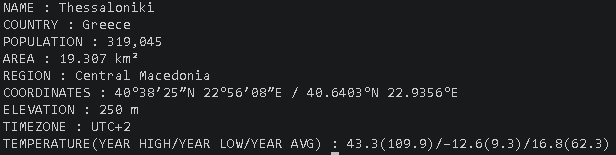 NAME : Thessaloniki
COUNTRY : Greece
POPULATION : 319,045
AREA : 19.307 km²
REGION : Central Macedonia
COORDINATES : 40°38′25″N 22°56′08″E / 40.6403°N 22.9356°E
ELEVATION : 250 m
TIMEZONE : UTC+2
TEMPERATURE(YEAR HIGH/YEAR LOW/YEAR AVG) : 43.3(109.9)/−12.6(9.3)/16.8(62.3)